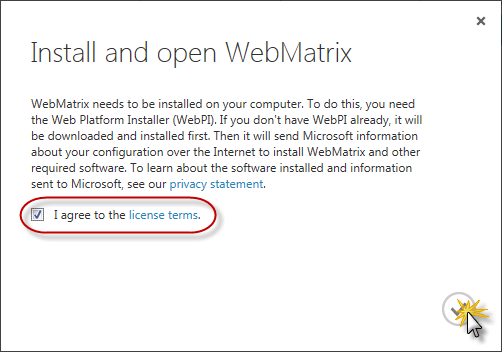 Install and open WebMatrix
WebMatrix needs to be installed on your computer. To do this, you need
the Web Platform Installer (WebPI). If you don't have WebPI already, it will
be downloaded and installed first. Then it will send Microsoft information
about your configuration over the Internet to install WebMatrix and other
required software. To learn about the software installed and information
sent to Microsoft, see our privacy statement.
I agree to the license terms.